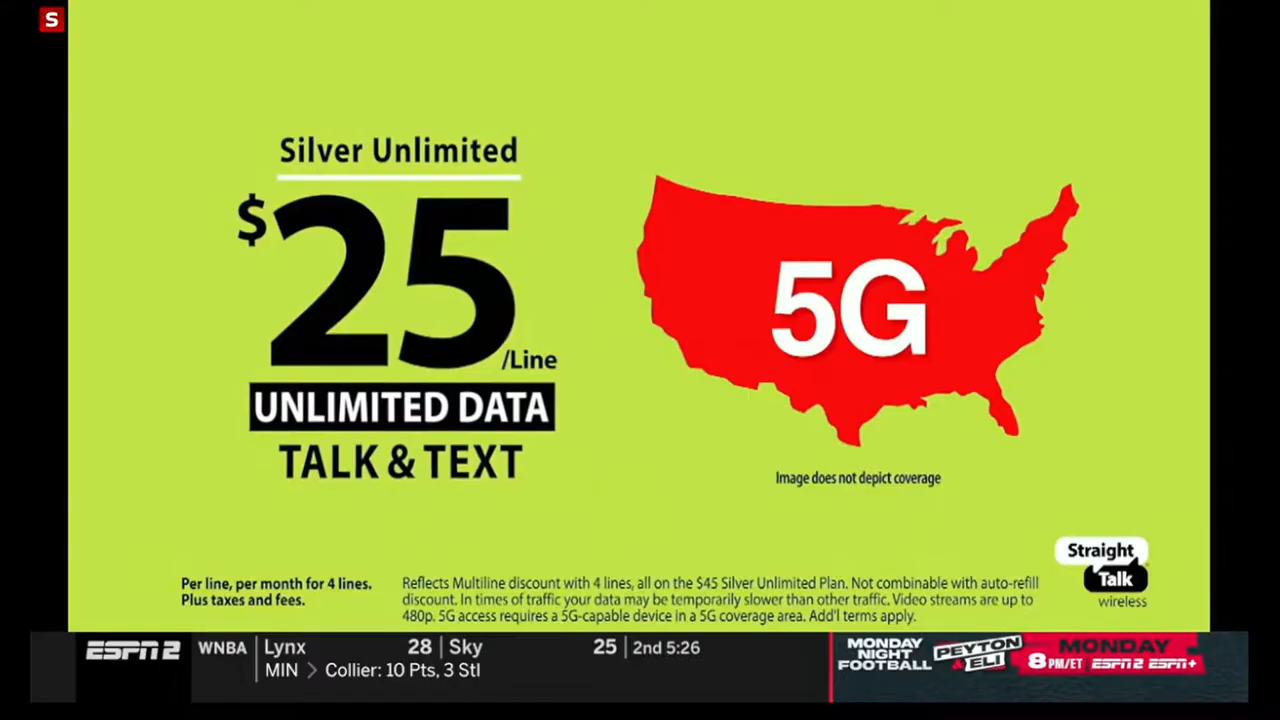 S
Silver Unlimited
$25/Line
UNLIMITED DATA
TALK & TEXT
5G
Image does not depict coverage
Straight
Talk
wireless
Per line, per month for 4 lines.
Plus taxes and fees.
Reflects Multiline discount with 4 lines, all on the $45 Silver Unlimited Plan. Not combinable with auto-refill
discount. In times of traffic your data may be temporarily slower than other traffic. Video streams are up to
480p. 5G access requires a 5G-capable device in a 5G coverage area. Add'l terms apply.
ESPN2 WNBA Lynx 28 Sky 25 2nd 5:26
MIN > Collier: 10 Pts, 3 Stl
MONDAY
NIGHT
FOOTBALL
PEYTON
& ELI
MONDAY
8PM/ET ESPN2 ESPN+